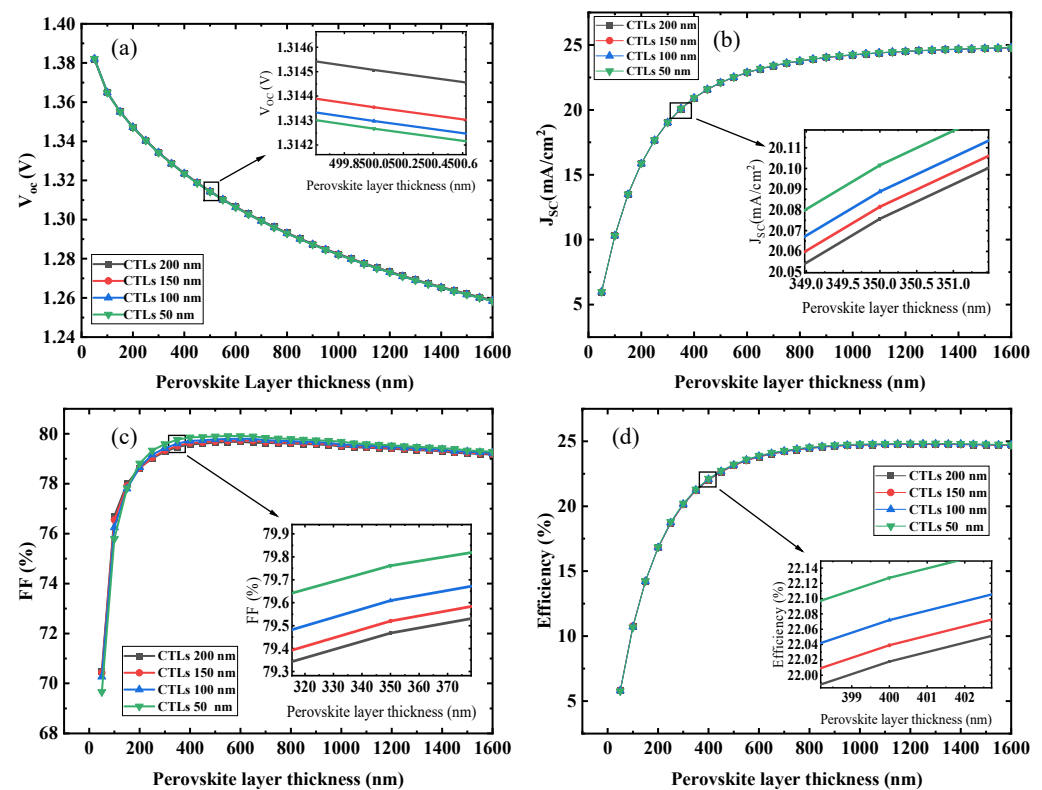 (a)
1.40
1.38
1.36
1.34
1.32
1.30
1.28
1.26
1.24
V_oc (V)
0 200 400 600 800 1000 1200 1400 1600
Perovskite Layer thickness (nm)
CTLs 200 nm
CTLs 150 nm
CTLs 100 nm
CTLs 50 nm
1.3146
1.3145
1.3144
1.3143
1.3142
V_OC (V)
499.8500.0500.2500.4500.6
Perovskite layer thickness (nm)
(b)
25
20
15
10
5
J_SC(mA/cm²)
0 200 400 600 800 1000 1200 1400 1600
Perovskite layer thickness (nm)
CTLs 200 nm
CTLs 150 nm
CTLs 100 nm
CTLs 50 nm
20.11
20.10
20.09
20.08
20.07
20.06
20.05
J_SC(mA/cm²)
349.0 349.5 350.0 350.5 351.0
Perovskite layer thickness (nm)
(c)
80
78
76
74
72
70
68
FF (%)
0 200 400 600 800 1000 1200 1400 1600
Perovskite layer thickness (nm)
CTLs 200 nm
CTLs 150 nm
CTLs 100 nm
CTLs 50 nm
79.9
79.8
79.7
79.6
79.5
79.4
79.3
FF (%)
320 330 340 350 360 370
Perovskite layer thickness (nm)
(d)
25
20
15
10
5
Efficiency (%)
0 200 400 600 800 1000 1200 1400 1600
Perovskite layer thickness (nm)
CTLs 200 nm
CTLs 150 nm
CTLs 100 nm
CTLs 50 nm
22.14
22.12
22.10
22.08
22.06
22.04
22.02
22.00
Efficiency (%)
399 400 401 402
Perovskite layer thickness (nm)